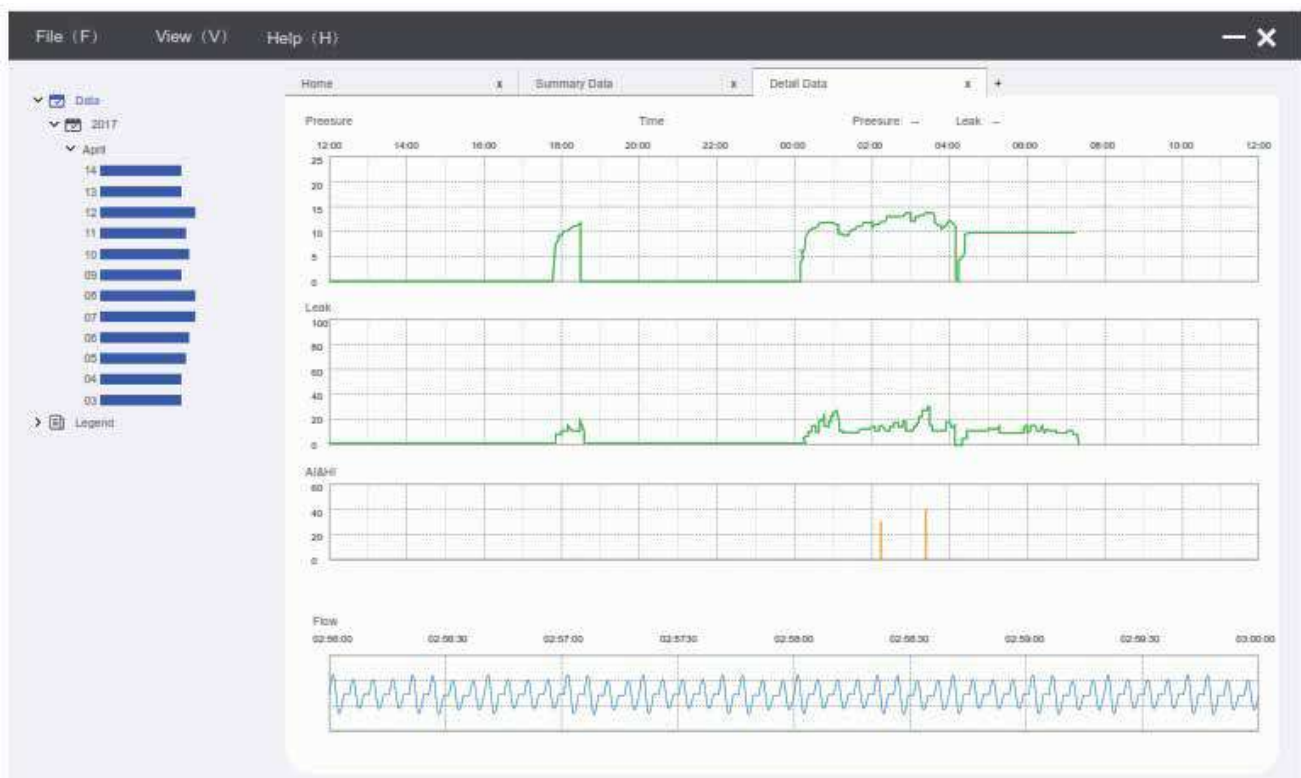 File (F) View (V) Help (H)
Home x Summary Data x Detail Data x +
Data
2017
April
14
13
12
11
10
09
08
07
06
05
04
03
Legend
Preesure Time Preesure -- Leak --
12:00 14:00 16:00 18:00 20:00 22:00 00:00 02:00 04:00 06:00 08:00 10:00 12:00
25
20
15
10
5
0
Leak
100
80
60
40
20
0
AI&HI
60
40
20
0
Flow
02:56:00 02:56:30 02:57:00 02:57:30 02:58:00 02:58:30 02:59:00 02:59:30 03:00:00